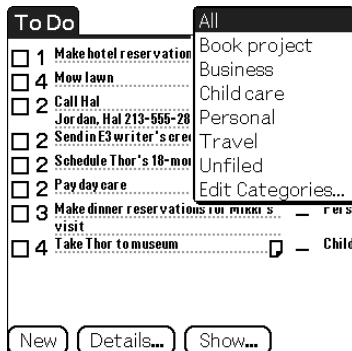 To Do
All
Book project
Business
Child care
Personal
Travel
Unfiled
Edit Categories...
1 Make hotel reservation
4 Mow lawn
2 Call Hal
Jordan, Hal 213-555-28
2 Send in E3 writer's cre
2 Schedule Thor's 18-mo
2 Pay day care
3 Make dinner reservations for Mikki's – Pers
visit
4 Take Thor to museum – Child
New Details... Show...